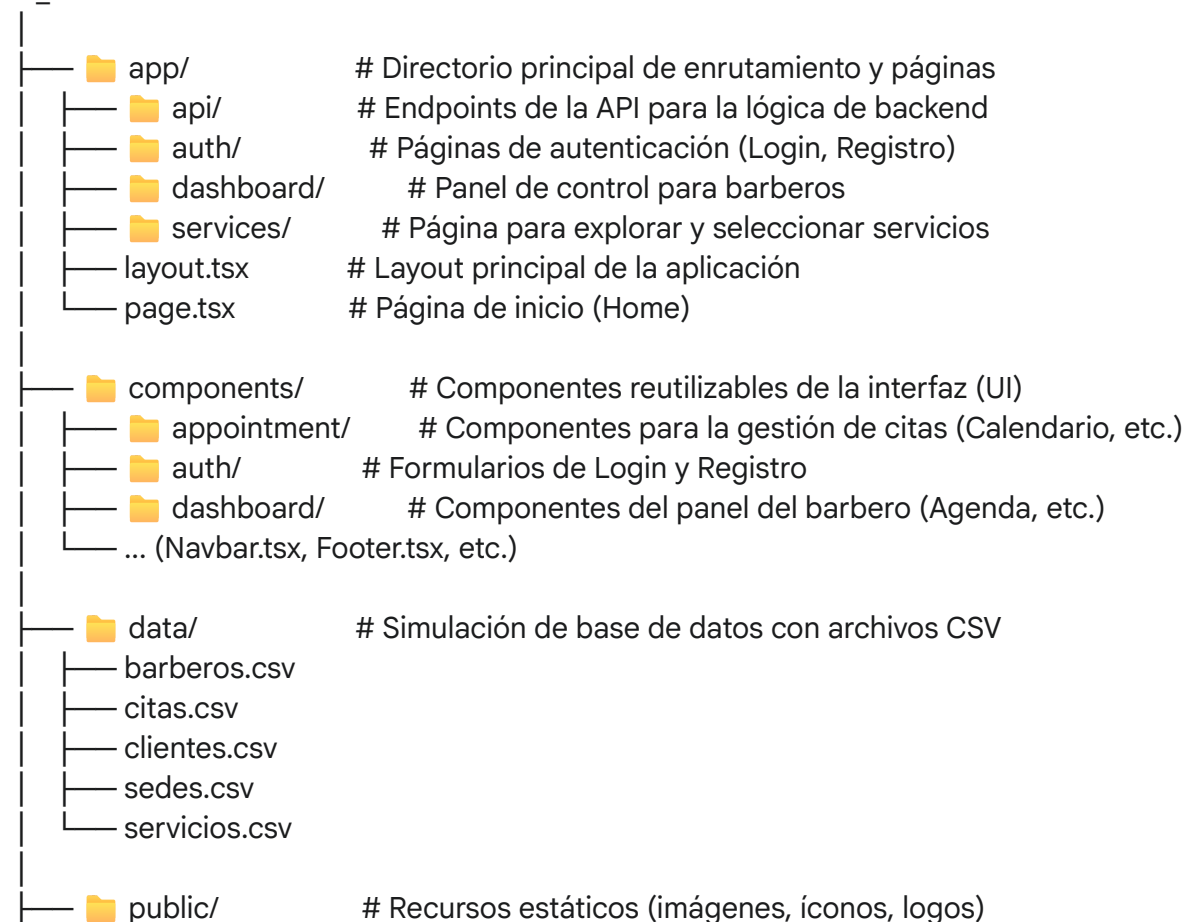 app/ # Directorio principal de enrutamiento y páginas
api/ # Endpoints de la API para la lógica de backend
auth/ # Páginas de autenticación (Login, Registro)
dashboard/ # Panel de control para barberos
services/ # Página para explorar y seleccionar servicios
layout.tsx # Layout principal de la aplicación
page.tsx # Página de inicio (Home)
components/ # Componentes reutilizables de la interfaz (UI)
appointment/ # Componentes para la gestión de citas (Calendario, etc.)
auth/ # Formularios de Login y Registro
dashboard/ # Componentes del panel del barbero (Agenda, etc.)
... (Navbar.tsx, Footer.tsx, etc.)
data/ # Simulación de base de datos con archivos CSV
barberos.csv
citas.csv
clientes.csv
sedes.csv
servicios.csv
public/ # Recursos estáticos (imágenes, íconos, logos)